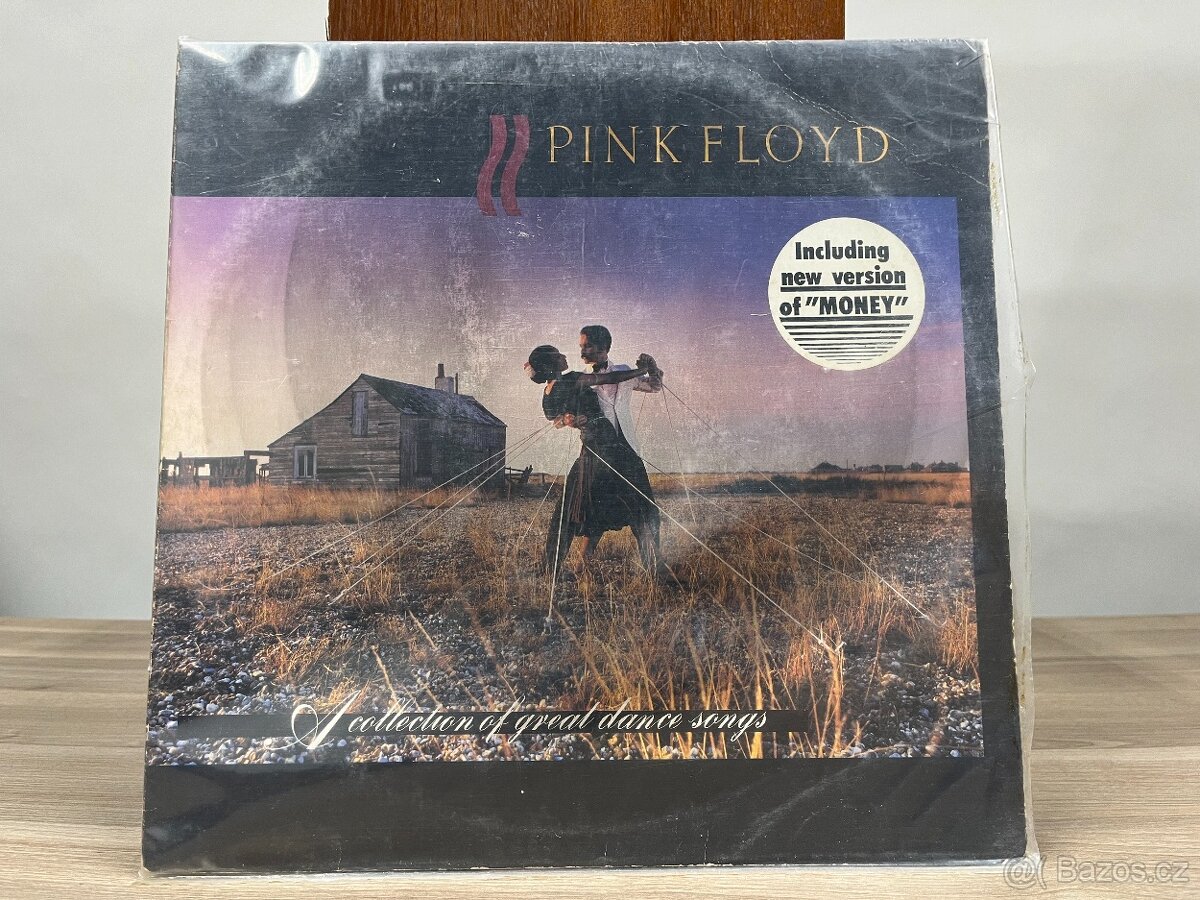 PINK FLOYD
Including
new version
of "MONEY"
A collection of great dance songs
@( Bazos.cz